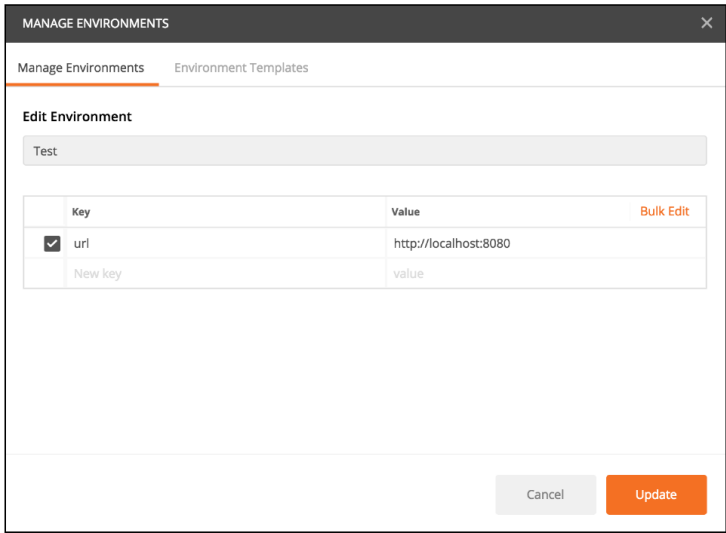 MANAGE ENVIRONMENTS
Manage Environments Environment Templates
Edit Environment
Test
Key Value Bulk Edit
url http://localhost:8080
New key value
Cancel Update